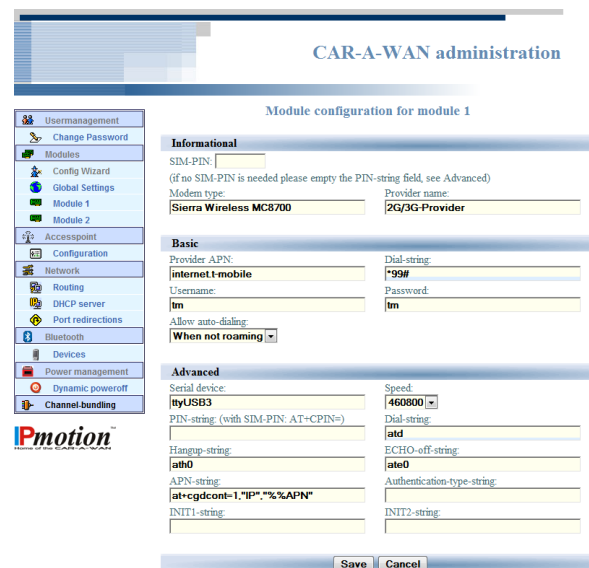 CAR-A-WAN administration
Module configuration for module 1
Usermanagement
Change Password
Modules
Config Wizard
Global Settings
Module 1
Module 2
Accesspoint
Configuration
Network
Routing
DHCP server
Port redirections
Bluetooth
Devices
Power management
Dynamic poweroff
Channel-bundling
IPmotion™
Home of the CAR-A-WAN
Informational
SIM-PIN:
(if no SIM-PIN is needed please empty the PIN-string field, see Advanced)
Modem type: Provider name:
Sierra Wireless MC8700 2G/3G-Provider
Basic
Provider APN: Dial-string:
internet.t-mobile *99#
Username: Password:
tm tm
Allow auto-dialing:
When not roaming
Advanced
Serial device: Speed:
ttyUSB3 460800
PIN-string: (with SIM-PIN: AT+CPIN=) Dial-string:
atd
Hangup-string: ECHO-off-string:
ath0 ate0
APN-string: Authentication-type-string:
at+cgdcont=1,"IP","%%APN"
INIT1-string: INIT2-string:
Save Cancel